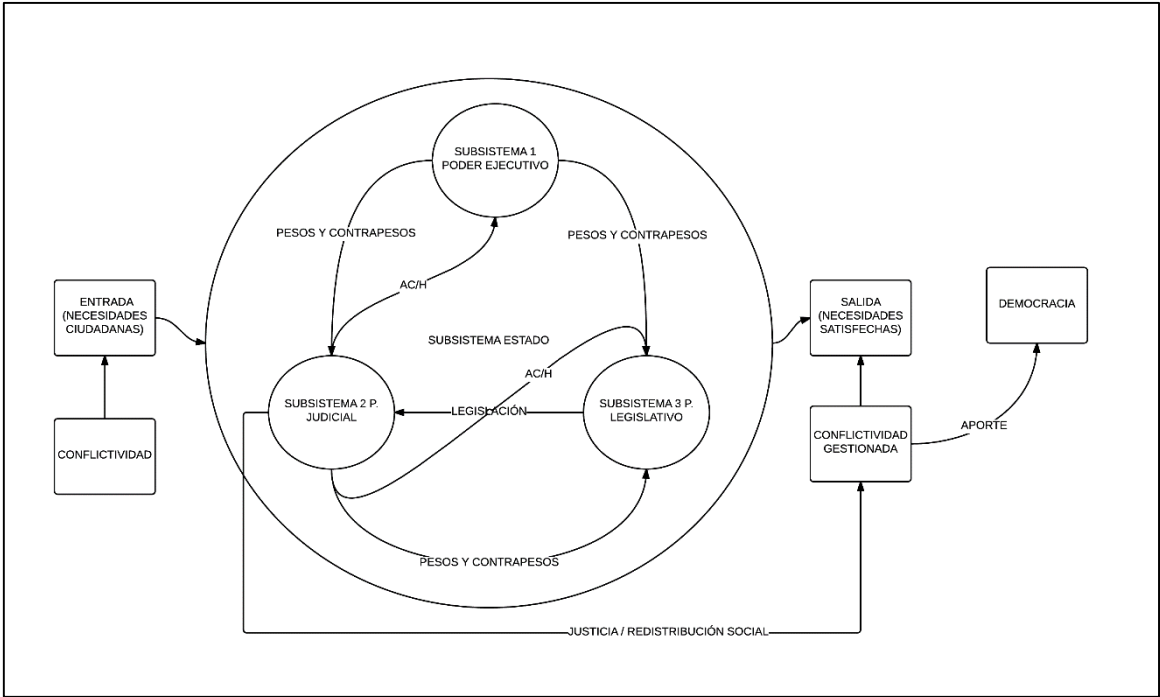 SUBSISTEMA 1
PODER EJECUTIVO
PESOS Y CONTRAPESOS
PESOS Y CONTRAPESOS
AC/H
ENTRADA
(NECESIDADES
CIUDADANAS)
SUBSISTEMA ESTADO
AC/H
SALIDA
(NECESIDADES
SATISFECHAS)
DEMOCRACIA
CONFLICTIVIDAD
SUBSISTEMA 2 P.
JUDICIAL
LEGISLACIÓN
SUBSISTEMA 3 P.
LEGISLATIVO
CONFLICTIVIDAD
GESTIONADA
APORTE
PESOS Y CONTRAPESOS
JUSTICIA / REDISTRIBUCIÓN SOCIAL